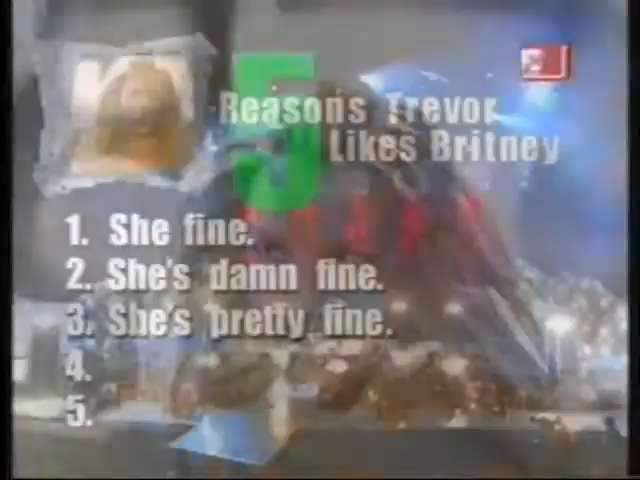 5 Reasons Trevor
Likes Britney
1. She fine.
2. She's damn fine.
3. She's pretty fine.
4.
5.